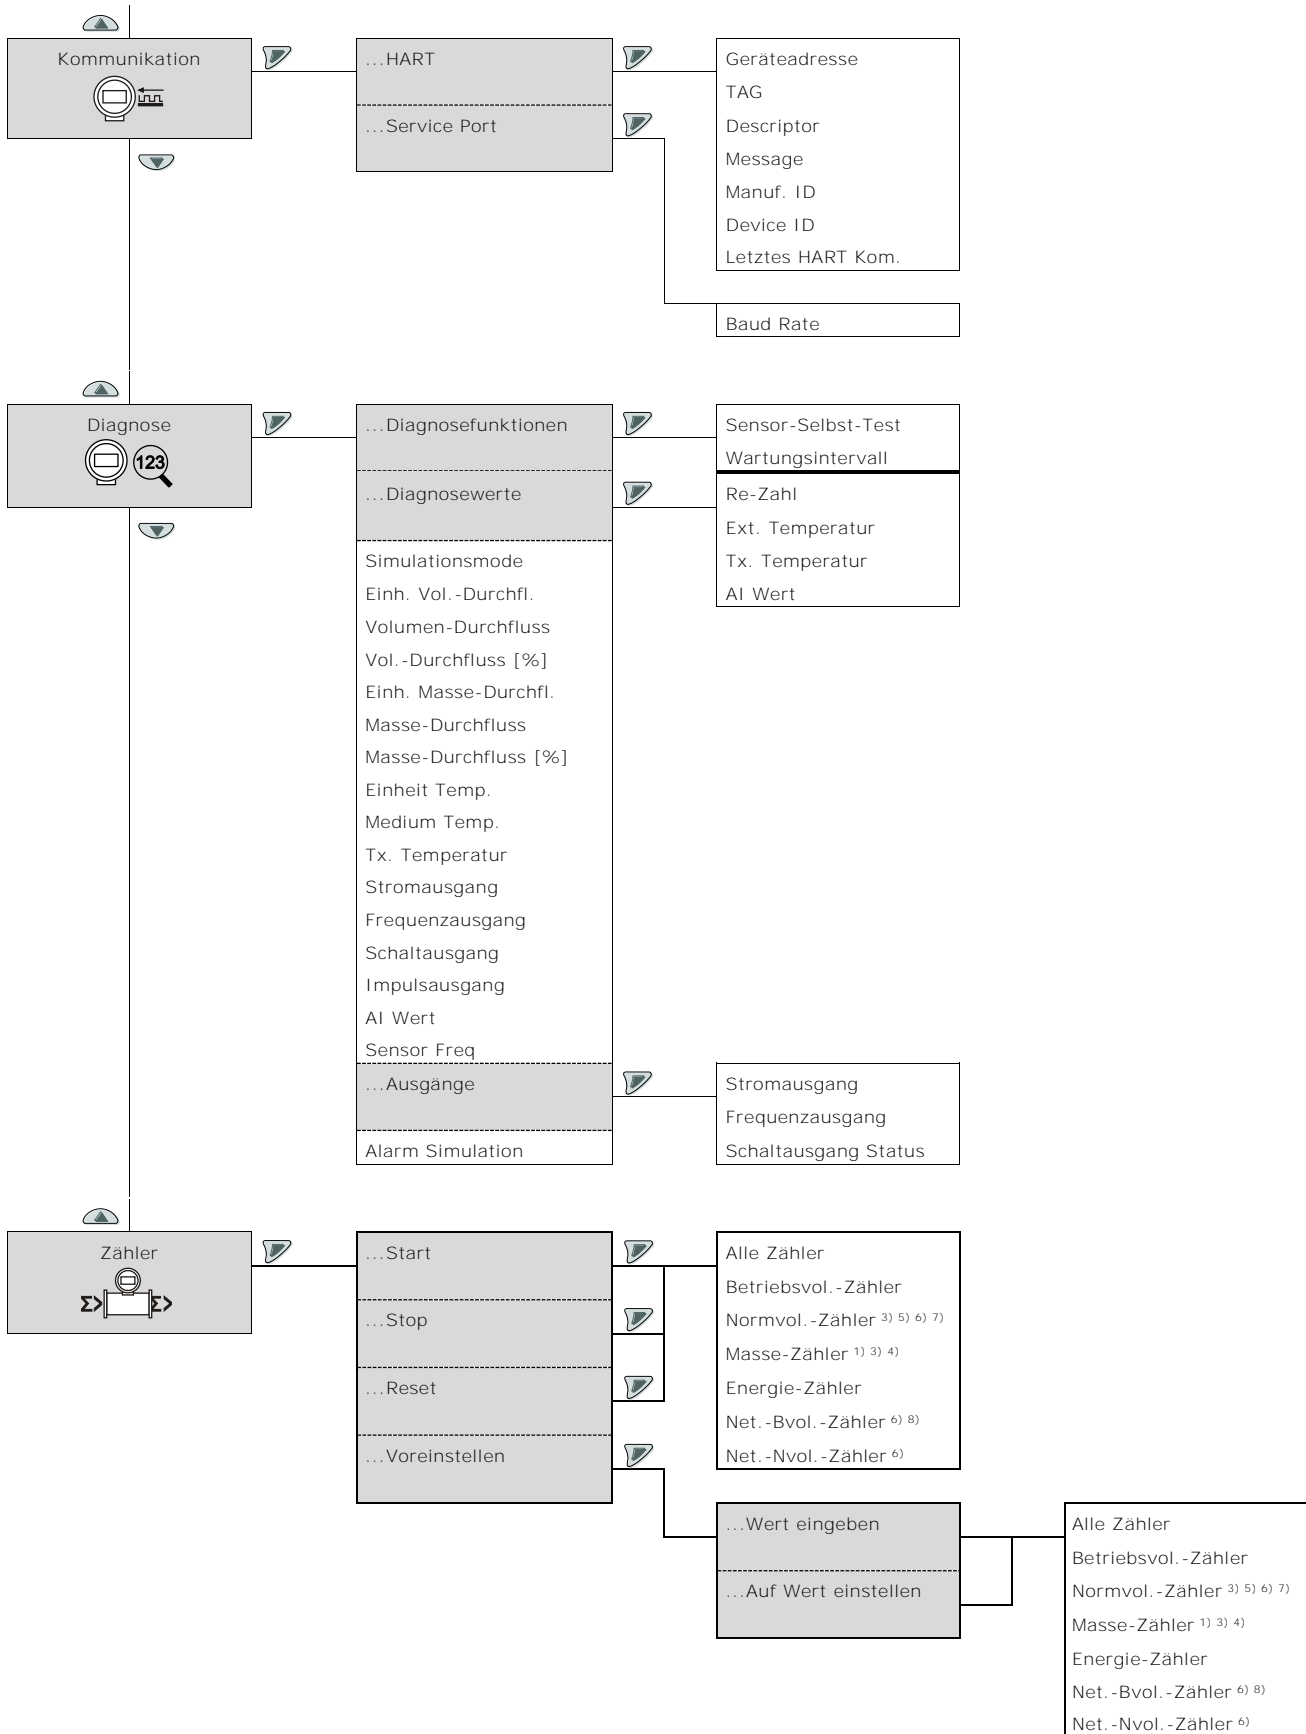 Kommunikation
...HART
...Service Port
Geräteadresse
TAG
Descriptor
Message
Manuf. ID
Device ID
Letztes HART Kom.
Baud Rate
Diagnose
123
...Diagnosefunktionen
...Diagnosewerte
Simulationsmode
Einh. Vol.-Durchfl.
Volumen-Durchfluss
Vol.-Durchfluss [%]
Einh. Masse-Durchfl.
Masse-Durchfluss
Masse-Durchfluss [%]
Einheit Temp.
Medium Temp.
Tx. Temperatur
Stromausgang
Frequenzausgang
Schaltausgang
Impulsausgang
AI Wert
Sensor Freq
...Ausgänge
Alarm Simulation
Sensor-Selbst-Test
Wartungsintervall
Re-Zahl
Ext. Temperatur
Tx. Temperatur
AI Wert
Stromausgang
Frequenzausgang
Schaltausgang Status
Zähler
Σ> Σ>
...Start
...Stop
...Reset
...Voreinstellen
Alle Zähler
Betriebsvol.-Zähler
Normvol.-Zähler 3) 5) 6) 7)
Masse-Zähler 1) 3) 4)
Energie-Zähler
Net.-Bvol.-Zähler 6) 8)
Net.-Nvol.-Zähler 6)
...Wert eingeben
...Auf Wert einstellen
Alle Zähler
Betriebsvol.-Zähler
Normvol.-Zähler 3) 5) 6) 7)
Masse-Zähler 1) 3) 4)
Energie-Zähler
Net.-Bvol.-Zähler 6) 8)
Net.-Nvol.-Zähler 6)